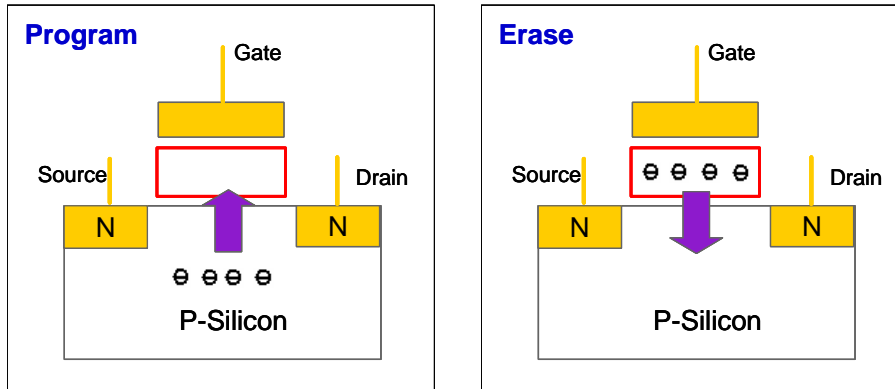 Program
Gate
Source
Drain
N
N
P-Silicon
Erase
Gate
Source
Drain
N
N
P-Silicon